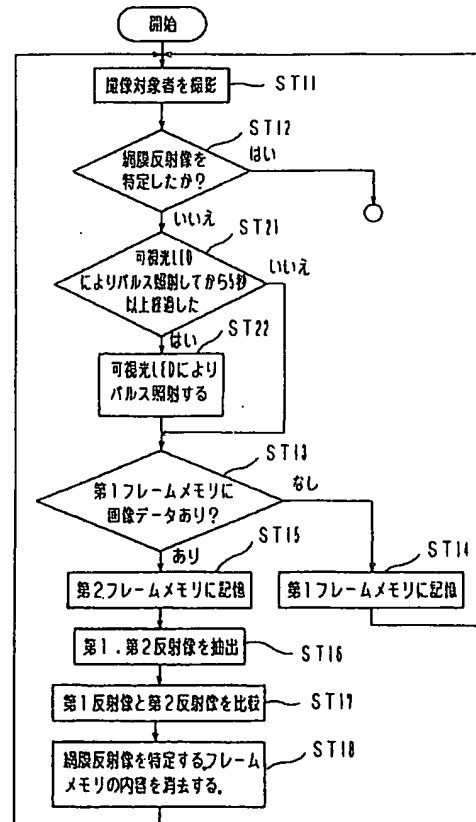 開始
画像対象者を撮影
ST11
ST12
網膜反射像を
特定したか?
はい
いいえ
ST21
可視光LED
によりパルス照射してから5秒
以上経過した
いいえ
はい
ST22
可視光LEDにより
パルス照射する
ST13
第1フレームメモリに
画像データあり?
なし
あり
ST15
ST14
第2フレームメモリに記憶
第1フレームメモリに記憶
第1.第2反射像を抽出
ST16
第1反射像と第2反射像を比較
ST17
ST18
網膜反射像を特定する.フレーム
メモリの内容を消去する.